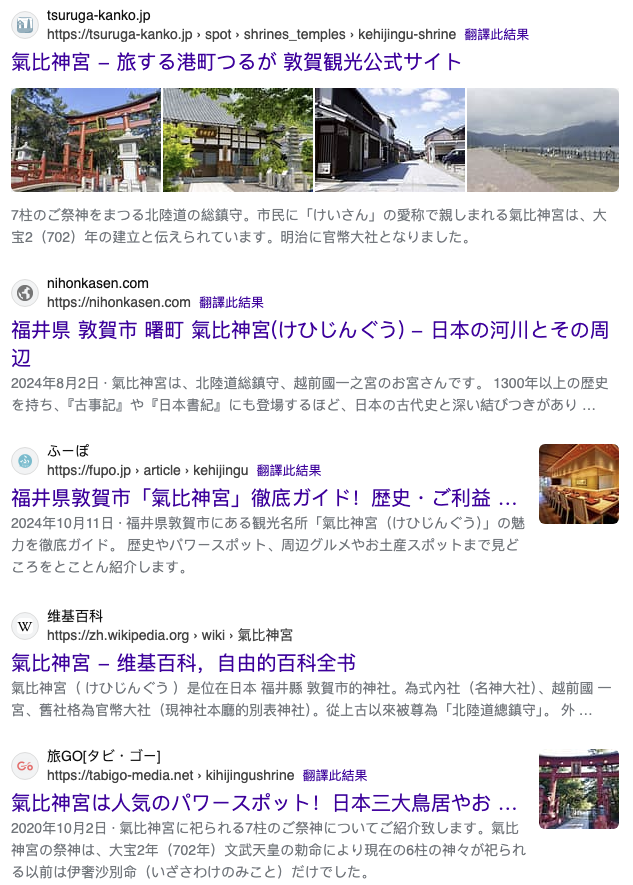 tsuruga-kanko.jp
https://tsuruga-kanko.jp › spot › shrines_temples › kehijingu-shrine 翻譯此結果
氣比神宮 – 旅する港町つるが 敦賀観光公式サイト
7柱のご祭神をまつる北陸道の総鎮守。市民に「けいさん」の愛称で親しまれる氣比神宮は、大
宝2（702）年の建立と伝えられています。明治に官幣大社となりました。
nihonkasen.com
https://nihonkasen.com 翻譯此結果
福井県 敦賀市 曙町 氣比神宮(けひじんぐう) – 日本の河川とその周
辺
2024年8月2日 · 氣比神宮は、北陸道総鎮守、越前國一之宮のお宮さんです。 1300年以上の歴史
を持ち、『古事記』や『日本書紀』にも登場するほど、日本の古代史と深い結びつきがあり ...
ふーぽ
https://fupo.jp › article › kehijingu 翻譯此結果
福井県敦賀市「氣比神宮」徹底ガイド！歴史・ご利益 ...
2024年10月11日 · 福井県敦賀市にある観光名所「氣比神宮（けひじんぐう）」の魅
力を徹底ガイド。 歴史やパワースポット、周辺グルメやお土産スポットまで見ど
ころをとことん紹介します。
W
维基百科
https://zh.wikipedia.org › wiki › 氣比神宮
氣比神宮 – 维基百科，自由的百科全书
氣比神宮（ けひじんぐう ）是位在日本 福井縣 敦賀市的神社。為式內社（名神大社）、越前國 一
宮、舊社格為官幣大社（現神社本廳的別表神社）。從上古以來被尊為「北陸道總鎮守」。 外 ...
Go
旅GO[タビ・ゴー]
https://tabigo-media.net › kihijingushrine 翻譯此結果
氣比神宮は人気のパワースポット！日本三大鳥居やお ...
2020年10月2日 · 氣比神宮に祀られる7柱のご祭神についてご紹介致します。氣比
神宮の祭神は、大宝2年（702年）文武天皇の勅命により現在の6柱の神々が祀られ
る以前は伊奢沙別命（いざさわけのみこと）だけでした。